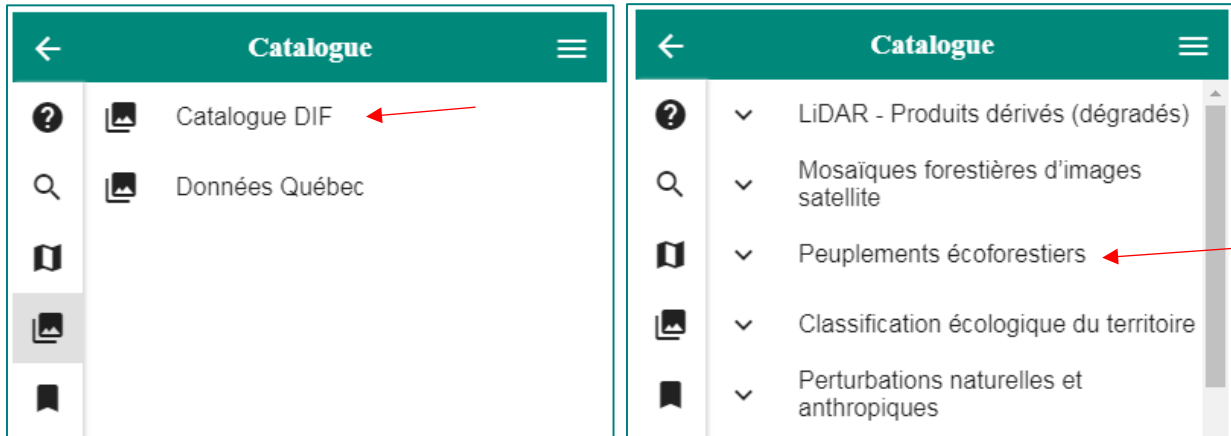 Catalogue
Catalogue DIF
Données Québec
Catalogue
LiDAR - Produits dérivés (dégradés)
Mosaïques forestières d’images
satellite
Peuplements écoforestiers
Classification écologique du territoire
Perturbations naturelles et
anthropiques